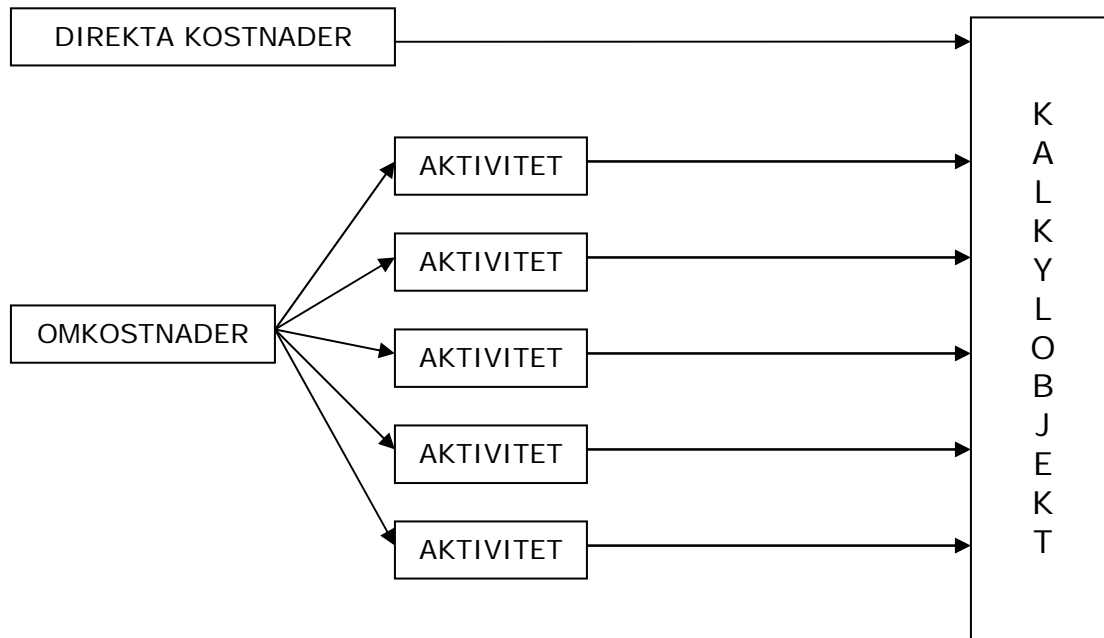 DIREKTA KOSTNADER
AKTIVITET
AKTIVITET
OMKOSTNADER
AKTIVITET
AKTIVITET
AKTIVITET
K
A
L
K
Y
L
O
B
J
E
K
T